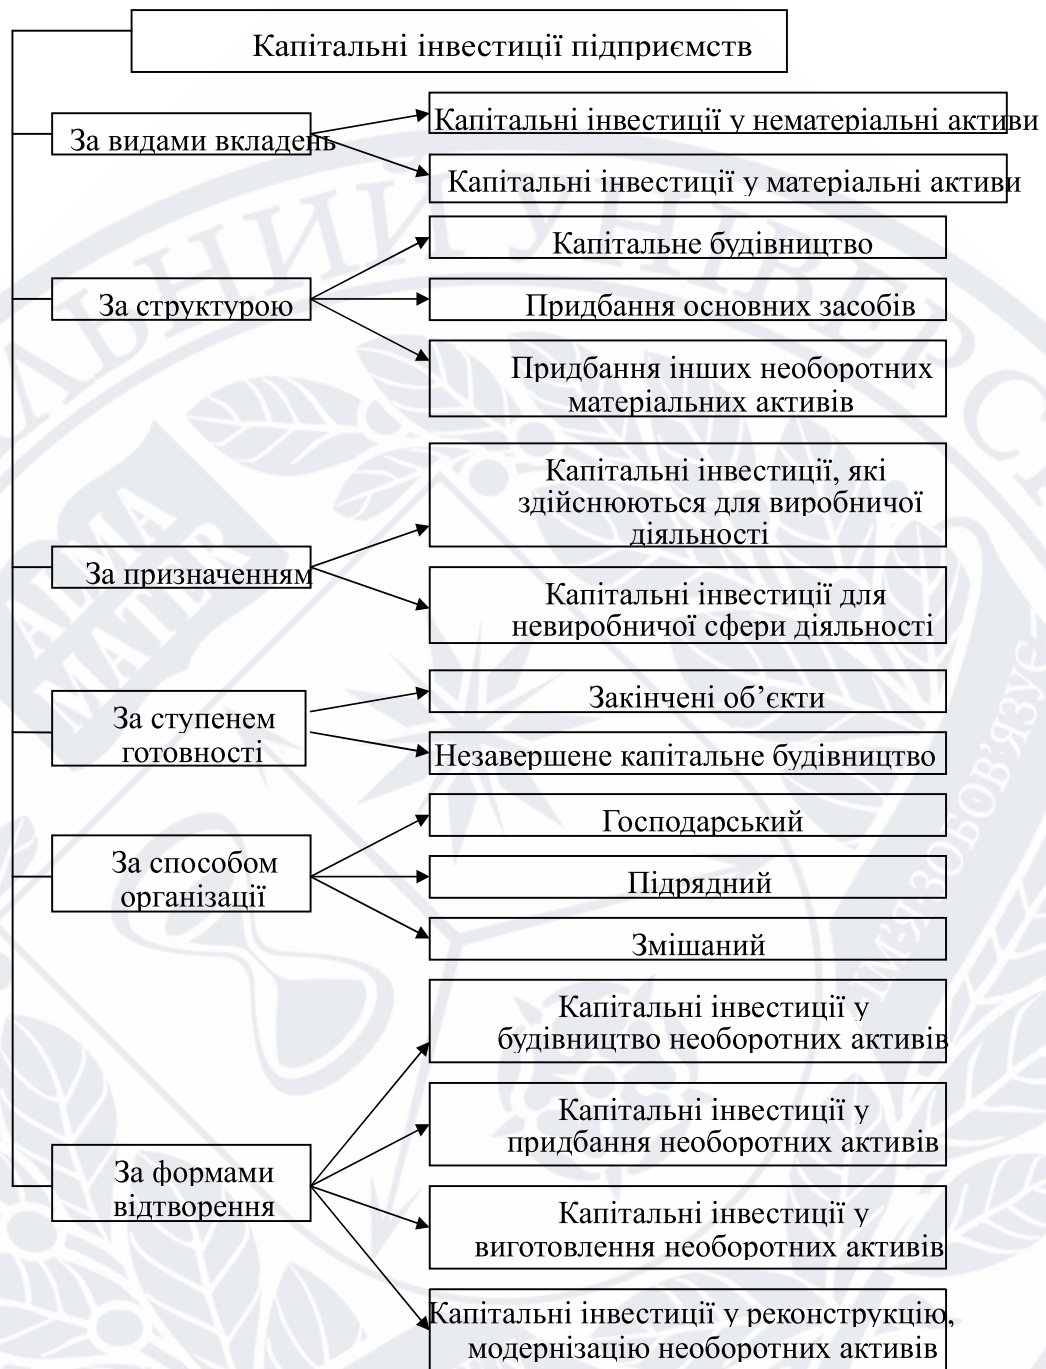 Капітальні інвестиції підприємств
За видами вкладень
Капітальні інвестиції у нематеріальні активи
Капітальні інвестиції у матеріальні активи
За структурою
Капітальне будівництво
Придбання основних засобів
Придбання інших необоротних
матеріальних активів
За призначенням
Капітальні інвестиції, які
здійснюються для виробничої
діяльності
Капітальні інвестиції для
невиробничої сфери діяльності
За ступенем
готовності
Закінчені об’єкти
Незавершене капітальне будівництво
За способом
організації
Господарський
Підрядний
Змішаний
За формами
відтворення
Капітальні інвестиції у
будівництво необоротних активів
Капітальні інвестиції у
придбання необоротних активів
Капітальні інвестиції у
виготовлення необоротних активів
Капітальні інвестиції у реконструкцію,
модернізацію необоротних активів
ALMA
MATER